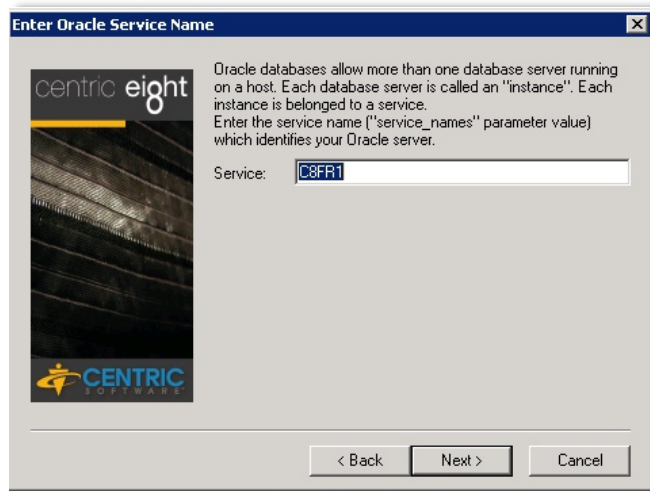 Enter Oracle Service Name
centric eight
Oracle databases allow more than one database server running
on a host. Each database server is called an "instance". Each
instance is belonged to a service.
Enter the service name ("service_names" parameter value)
which identifies your Oracle server.
Service: C8FR1
CENTRIC
SOFTWARE
< Back Next > Cancel